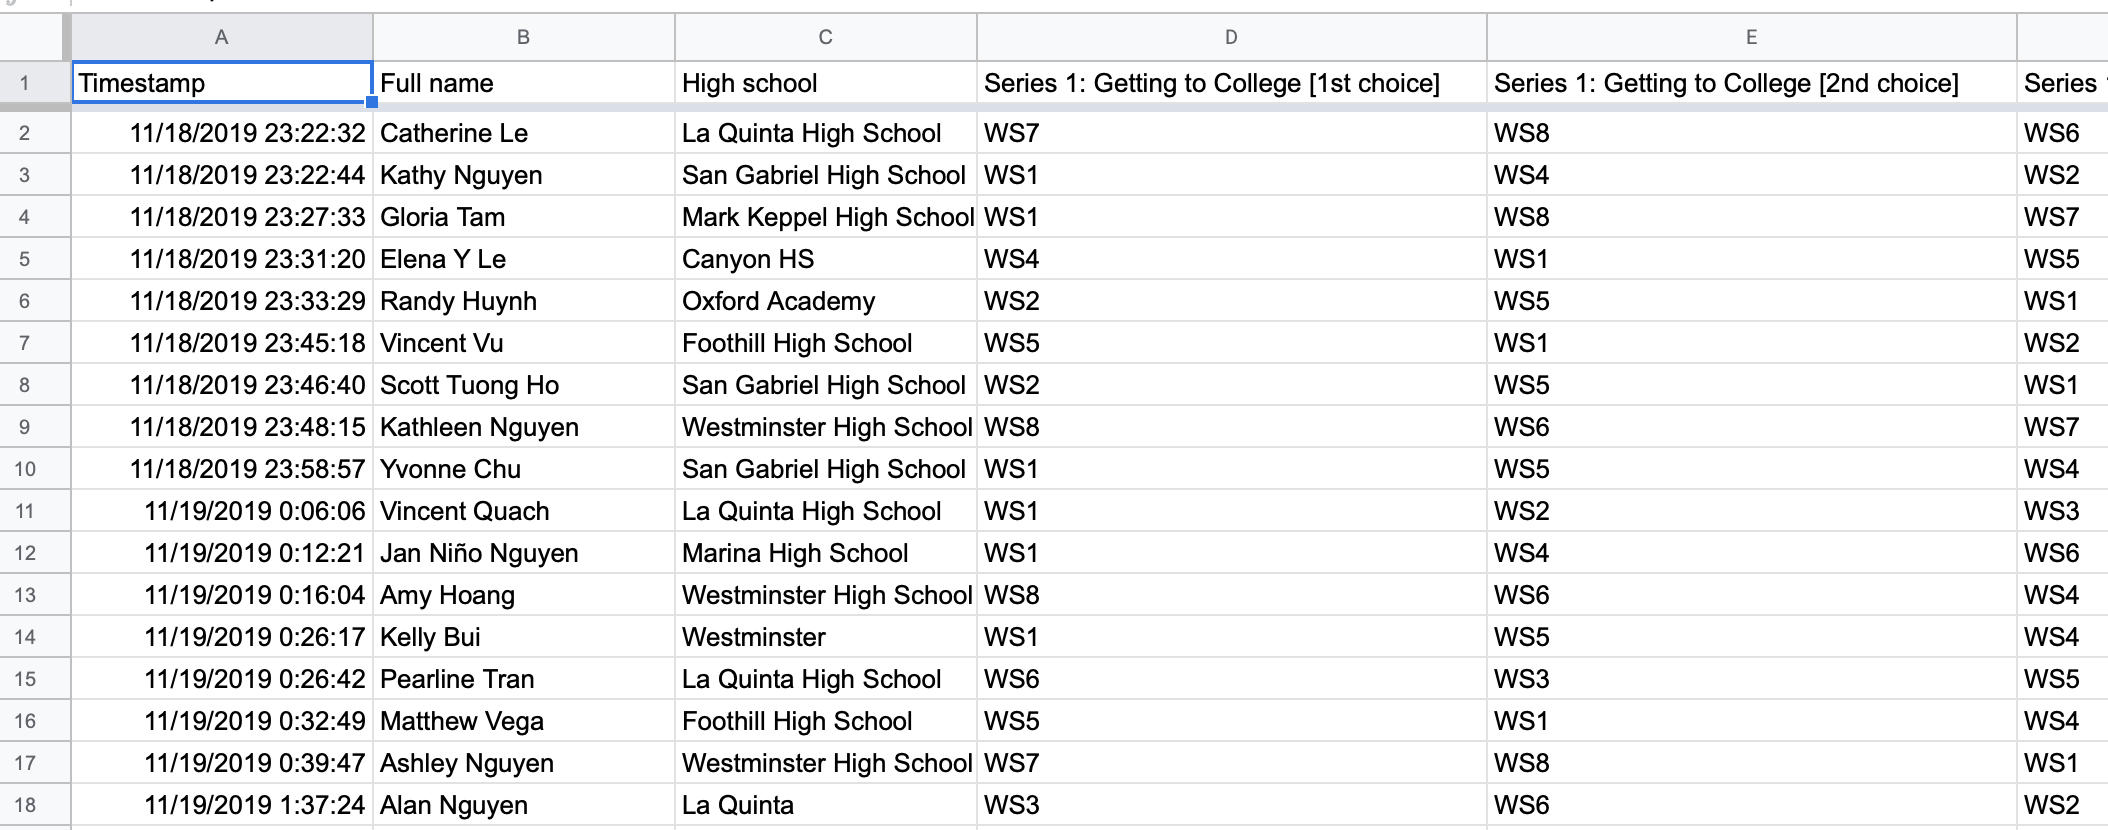 A B C D E
1 Timestamp Full name High school Series 1: Getting to College [1st choice] Series 1: Getting to College [2nd choice] Series
2 11/18/2019 23:22:32 Catherine Le La Quinta High School WS7 WS8 WS6
3 11/18/2019 23:22:44 Kathy Nguyen San Gabriel High School WS1 WS4 WS2
4 11/18/2019 23:27:33 Gloria Tam Mark Keppel High School WS1 WS8 WS7
5 11/18/2019 23:31:20 Elena Y Le Canyon HS WS4 WS1 WS5
6 11/18/2019 23:33:29 Randy Huynh Oxford Academy WS2 WS5 WS1
7 11/18/2019 23:45:18 Vincent Vu Foothill High School WS5 WS1 WS2
8 11/18/2019 23:46:40 Scott Tuong Ho San Gabriel High School WS2 WS5 WS1
9 11/18/2019 23:48:15 Kathleen Nguyen Westminster High School WS8 WS6 WS7
10 11/18/2019 23:58:57 Yvonne Chu San Gabriel High School WS1 WS5 WS4
11 11/19/2019 0:06:06 Vincent Quach La Quinta High School WS1 WS2 WS3
12 11/19/2019 0:12:21 Jan Niño Nguyen Marina High School WS1 WS4 WS6
13 11/19/2019 0:16:04 Amy Hoang Westminster High School WS8 WS6 WS4
14 11/19/2019 0:26:17 Kelly Bui Westminster WS1 WS5 WS4
15 11/19/2019 0:26:42 Pearline Tran La Quinta High School WS6 WS3 WS5
16 11/19/2019 0:32:49 Matthew Vega Foothill High School WS5 WS1 WS4
17 11/19/2019 0:39:47 Ashley Nguyen Westminster High School WS7 WS8 WS1
18 11/19/2019 1:37:24 Alan Nguyen La Quinta WS3 WS6 WS2